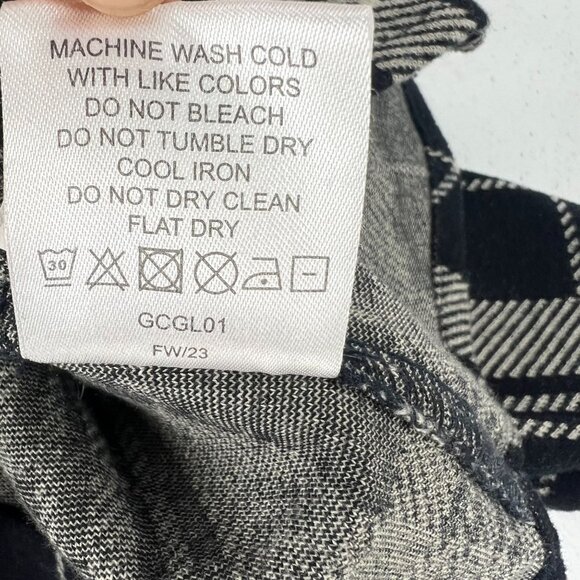 MACHINE WASH COLD
WITH LIKE COLORS
DO NOT BLEACH
DO NOT TUMBLE DRY
COOL IRON
DO NOT DRY CLEAN
FLAT DRY
30
GCGL01
FW/23